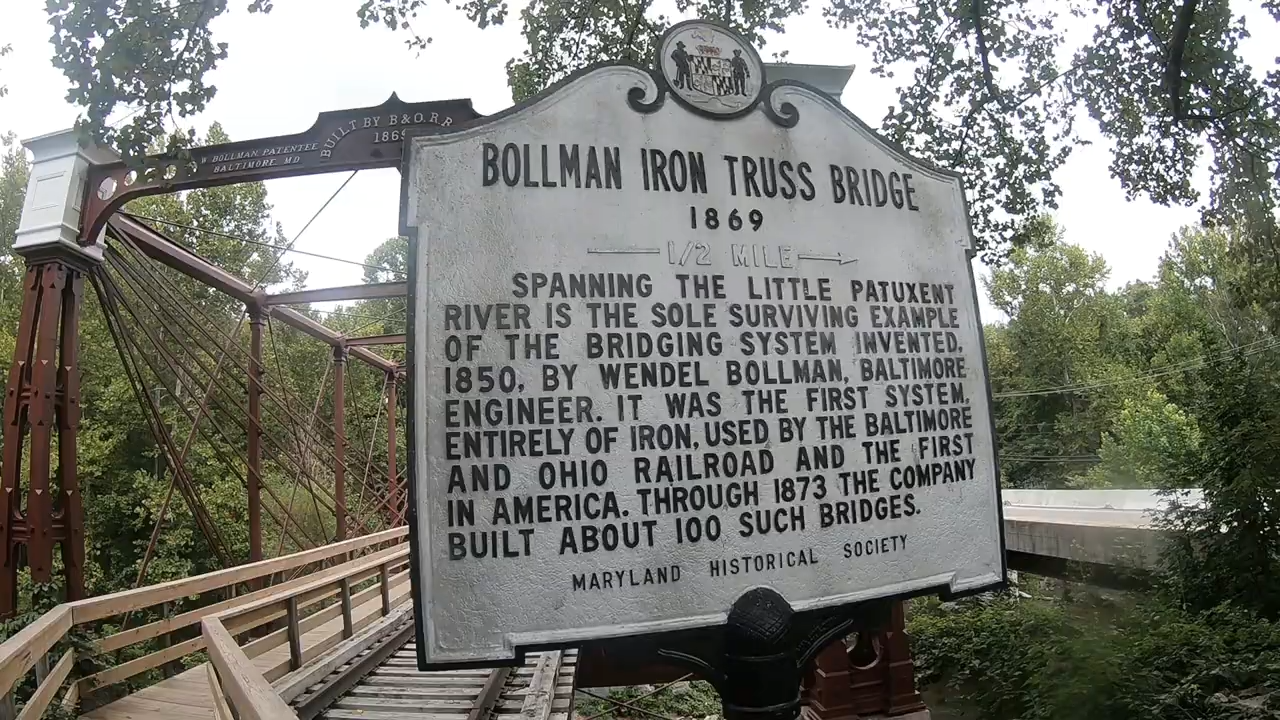 W BOLLMAN PATENTEE
BALTIMORE, MD
BUILT BY B&O.RR
1869
BOLLMAN IRON TRUSS BRIDGE
1869
1/2 MILE
SPANNING THE LITTLE PATUXENT
RIVER IS THE SOLE SURVIVING EXAMPLE
OF THE BRIDGING SYSTEM INVENTED,
1850, BY WENDEL BOLLMAN, BALTIMORE
ENGINEER. IT WAS THE FIRST SYSTEM,
ENTIRELY OF IRON, USED BY THE BALTIMORE
AND OHIO RAILROAD AND THE FIRST
IN AMERICA. THROUGH 1873 THE COMPANY
BUILT ABOUT 100 SUCH BRIDGES.
MARYLAND HISTORICAL SOCIETY